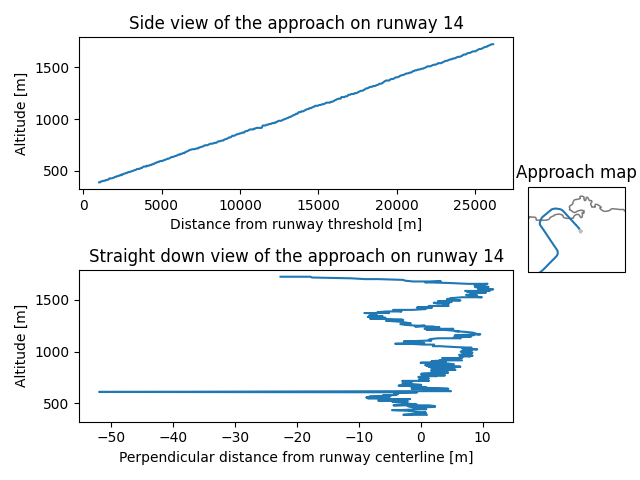 Side view of the approach on runway 14
1500
1000
500
Altitude [m]
0 5000 10000 15000 20000 25000
Distance from runway threshold [m]
Approach map
Straight down view of the approach on runway 14
1500
1000
500
Altitude [m]
−50 −40 −30 −20 −10 0 10
Perpendicular distance from runway centerline [m]